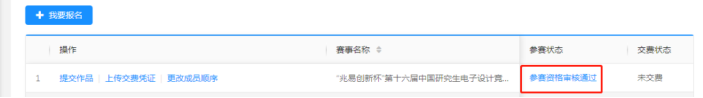 + 我要报名
操作 赛事名称 参赛状态 交费状态
1 提交作品 | 上传交费凭证 | 更改成员顺序 “兆易创新杯”第十六届中国研究生电子设计竞... 参赛资格审核通过 未交费